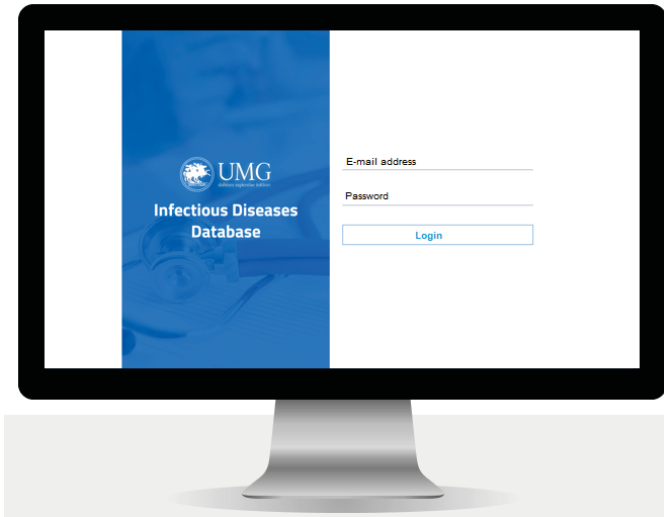 UMG
Infectious Diseases
Database
E-mail address
Password
Login